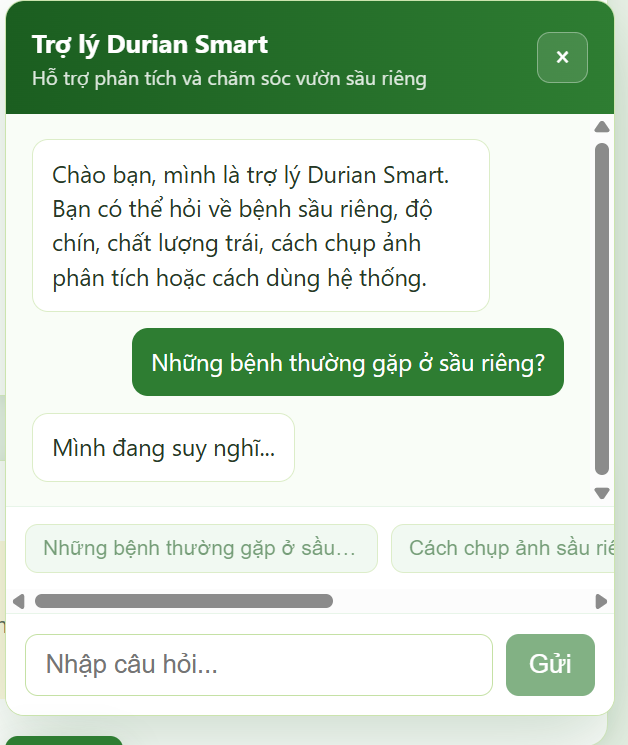 Trợ lý Durian Smart
Hỗ trợ phân tích và chăm sóc vườn sầu riêng
×
Chào bạn, mình là trợ lý Durian Smart.
Bạn có thể hỏi về bệnh sầu riêng, độ
chín, chất lượng trái, cách chụp ảnh
phân tích hoặc cách dùng hệ thống.
Những bệnh thường gặp ở sầu riêng?
Mình đang suy nghĩ...
Những bệnh thường gặp ở sầu...
Cách chụp ảnh sầu
Nhập câu hỏi...
Gửi